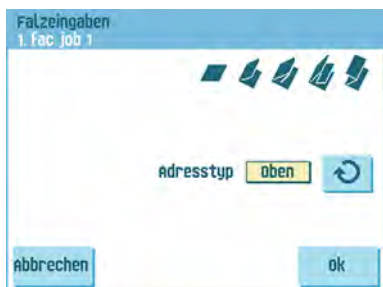 Falzeingaben
1. Fac job 1
Adresstyp oben
Abbrechen ok